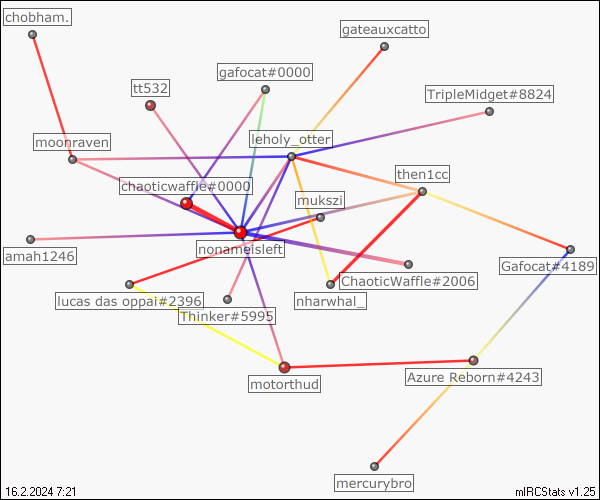 chobham.
gateauxcatto
gafocat#0000
tt532
TripleMidget#8824
leholy_otter
moonraven
then1cc
chaoticwaffle#0000
mukszi
nonameisleft
amah1246
Gafocat#4189
ChaoticWaffle#2006
lucas das oppai#2396
nharwhal_
Thinker#5995
motorthud
Azure Reborn#4243
mercurybro
16.2.2024 7:21
mIRCStats v1.25